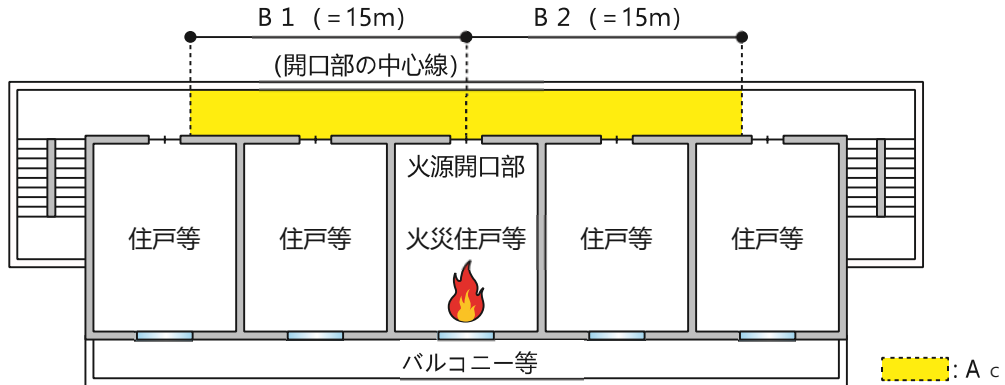 B1 (=15m) B2 (=15m)
(開口部の中心線)
火源開口部
住戸等 住戸等 火災住戸等 住戸等 住戸等
バルコニー等
: Ac